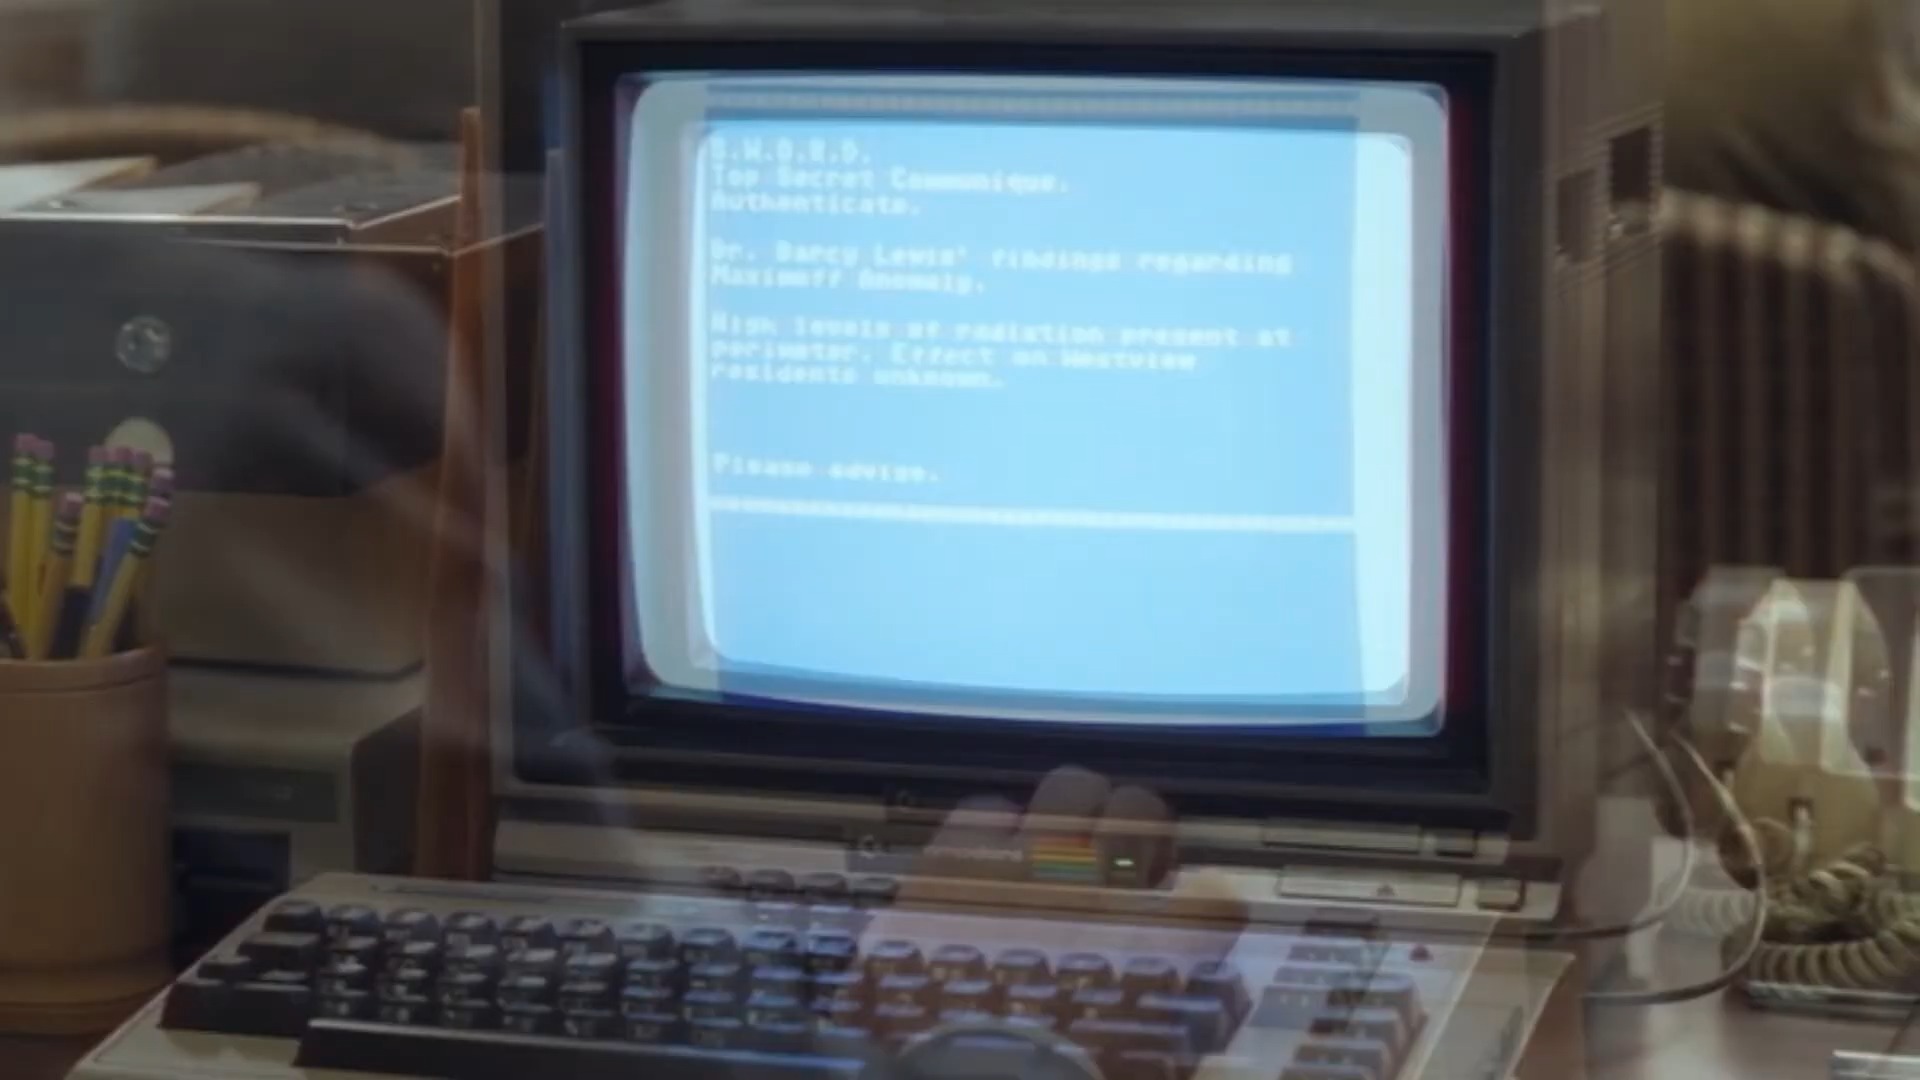 S.W.O.R.D.
Top Secret Communique.
Authenticate.
Dr. Darcy Lewis' findings regarding
Maximoff Anomaly.
High levels of radiation present at
perimeter. Effect on Westview
residents unknown.
Please advise.